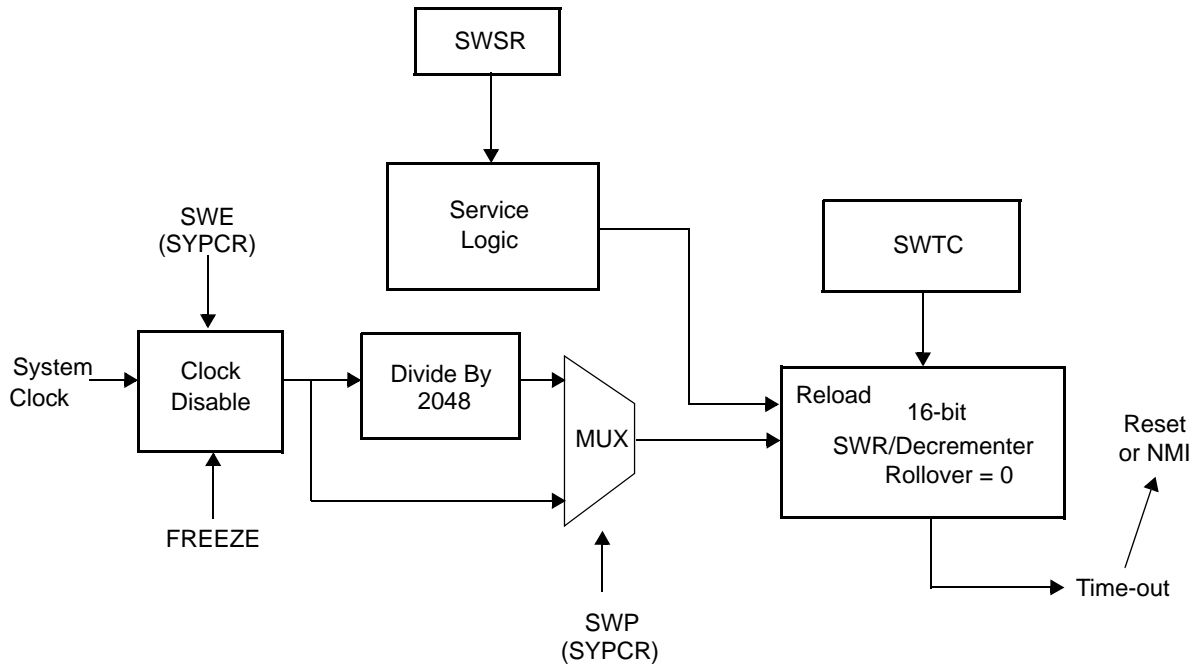 SWSR
Service
Logic
SWE
(SYPCR)
SWTC
System
Clock
Clock
Disable
Divide By
2048
MUX
Reload
16-bit
SWR/Decrementer
Rollover = 0
Reset
or NMI
FREEZE
Time-out
SWP
(SYPCR)